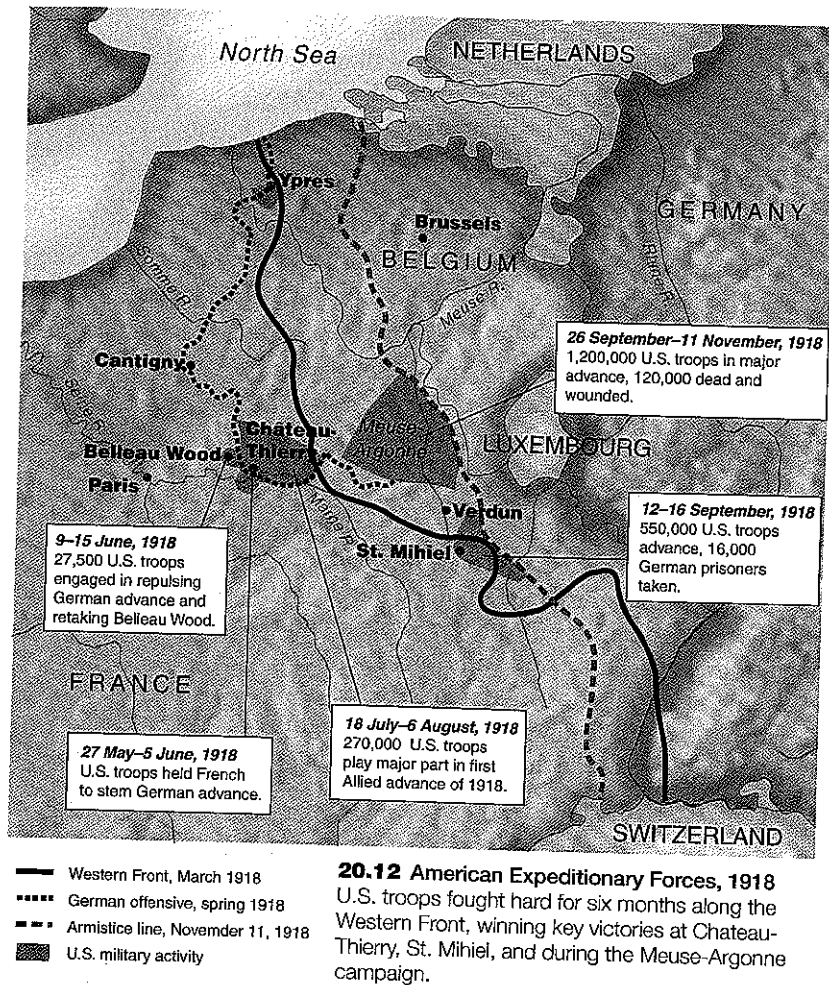 North Sea
NETHERLANDS
Ypres
GERMANY
Brussels
BELGIUM
Rhine R.
Somme R.
Meuse R.
26 September–11 November, 1918
1,200,000 U.S. troops in major
advance, 120,000 dead and
wounded.
Cantigny
Seine R.
Chateau-
Thierry
Meuse-
Argonne
LUXEMBOURG
Belleau Wood
Paris
Marne R.
Verdun
St. Mihiel
12–16 September, 1918
550,000 U.S. troops
advance, 16,000
German prisoners
taken.
9–15 June, 1918
27,500 U.S. troops
engaged in repulsing
German advance and
retaking Belleau Wood.
FRANCE
27 May–5 June, 1918
U.S. troops held French
to stem German advance.
18 July–6 August, 1918
270,000 U.S. troops
play major part in first
Allied advance of 1918.
SWITZERLAND
Western Front, March 1918
German offensive, spring 1918
Armistice line, Novemder 11, 1918
U.S. military activity
20.12 American Expeditionary Forces, 1918
U.S. troops fought hard for six months along the
Western Front, winning key victories at Chateau-
Thierry, St. Mihiel, and during the Meuse-Argonne
campaign.